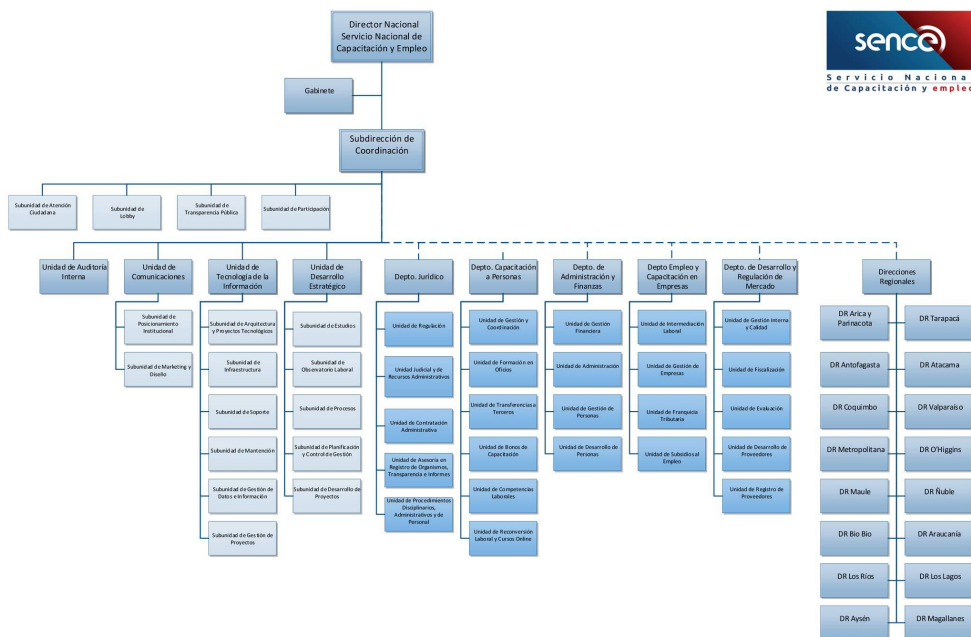 Director Nacional
Servicio Nacional de
Capacitación y Empleo
sence
Servicio Nacional
de Capacitación y empleo
Gabinete
Subdirección de
Coordinación
Subunidad de Atención
Ciudadana
Subunidad de
Lobby
Subunidad de
Transparencia Pública
Subunidad de Participación
Unidad de Auditoría
Interna
Unidad de
Comunicaciones
Subunidad de
Posicionamiento
Institucional
Subunidad de Marketing y
Diseño
Unidad de
Tecnología de la
Información
Subunidad de Arquitectura
y Proyectos Tecnológicos
Subunidad de
Infraestructura
Subunidad de Soporte
Subunidad de Mantención
Subunidad de Gestión de
Datos e Información
Subunidad de Gestión de
Proyectos
Unidad de
Desarrollo
Estratégico
Subunidad de Estudios
Subunidad de
Observatorio Laboral
Subunidad de Procesos
Subunidad de Planificación
y Control de Gestión
Subunidad de Desarrollo de
Proyectos
Depto. Jurídico
Unidad de Regulación
Unidad Judicial y de
Recursos Administrativos
Unidad de Contratación
Administrativa
Unidad de Asesoría en
Registro de Organismos,
Transparencia e Informes
Unidad de Procedimientos
Disciplinarios,
Administrativos y de
Personal
Depto. Capacitación
a Personas
Unidad de Gestión y
Coordinación
Unidad de Formación en
Oficios
Unidad de Transferencias a
Terceros
Unidad de Bonos de
Capacitación
Unidad de Competencias
Laborales
Unidad de Reconversión
Laboral y Cursos Online
Depto. de
Administración y
Finanzas
Unidad de Gestión
Financiera
Unidad de Administración
Unidad de Gestión de
Personas
Unidad de Desarrollo de
Personas
Depto Empleo y
Capacitación en
Empresas
Unidad de Intermediación
Laboral
Unidad de Gestión de
Empresas
Unidad de Franquicia
Tributaria
Unidad de Subsidios al
Empleo
Depto. de Desarrollo y
Regulación de
Mercado
Unidad de Gestión Interna
y Calidad
Unidad de Fiscalización
Unidad de Evaluación
Unidad de Desarrollo de
Proveedores
Unidad de Registro de
Proveedores
Direcciones
Regionales
DR Arica y
Parinacota
DR Tarapacá
DR Antofagasta
DR Atacama
DR Coquimbo
DR Valparaíso
DR Metropolitana
DR O'Higgins
DR Maule
DR Ñuble
DR Bío Bío
DR Araucanía
DR Los Ríos
DR Los Lagos
DR Aysén
DR Magallanes